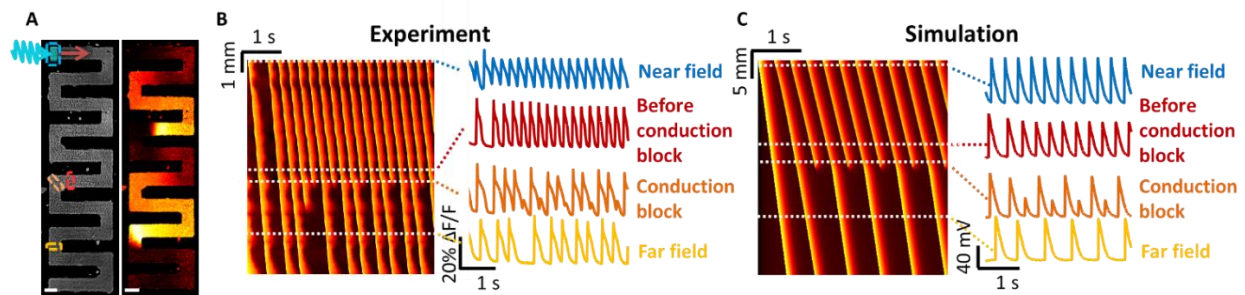 A
B
1 s
Experiment
1 mm
Near field
Before
conduction
block
Conduction
block
Far field
20% ΔF/F
1 s
C
1 s
Simulation
5 mm
Near field
Before
conduction
block
Conduction
block
Far field
40 mV
1 s